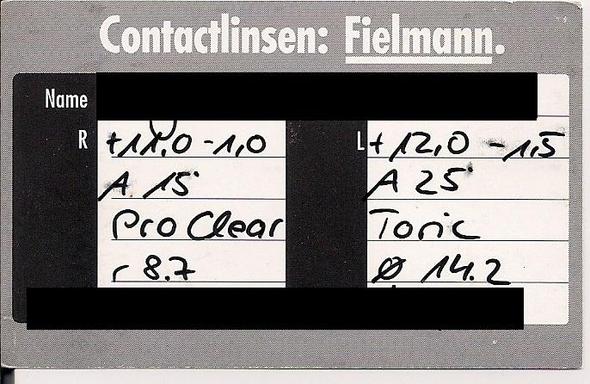 Contactlinsen: Fielmann.
Name
R +11,0 -1,0 L +12,0 -1,5
A 15° A 25°
Pro Clear Toric
r 8.7 Ø 14.2